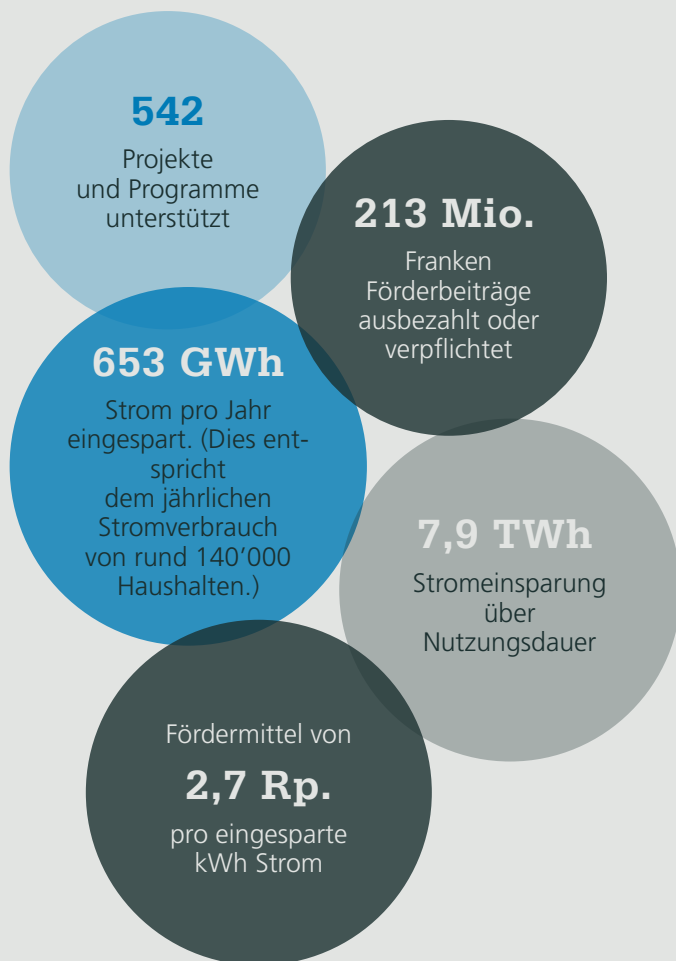 542
Projekte
und Programme
unterstützt
213 Mio.
Franken
Förderbeiträge
ausbezahlt oder
verpflichtet
653 GWh
Strom pro Jahr
eingespart. (Dies ent-
spricht
dem jährlichen
Stromverbrauch
von rund 140’000
Haushalten.)
7,9 TWh
Stromeinsparung
über
Nutzungsdauer
Fördermittel von
2,7 Rp.
pro eingesparte
kWh Strom